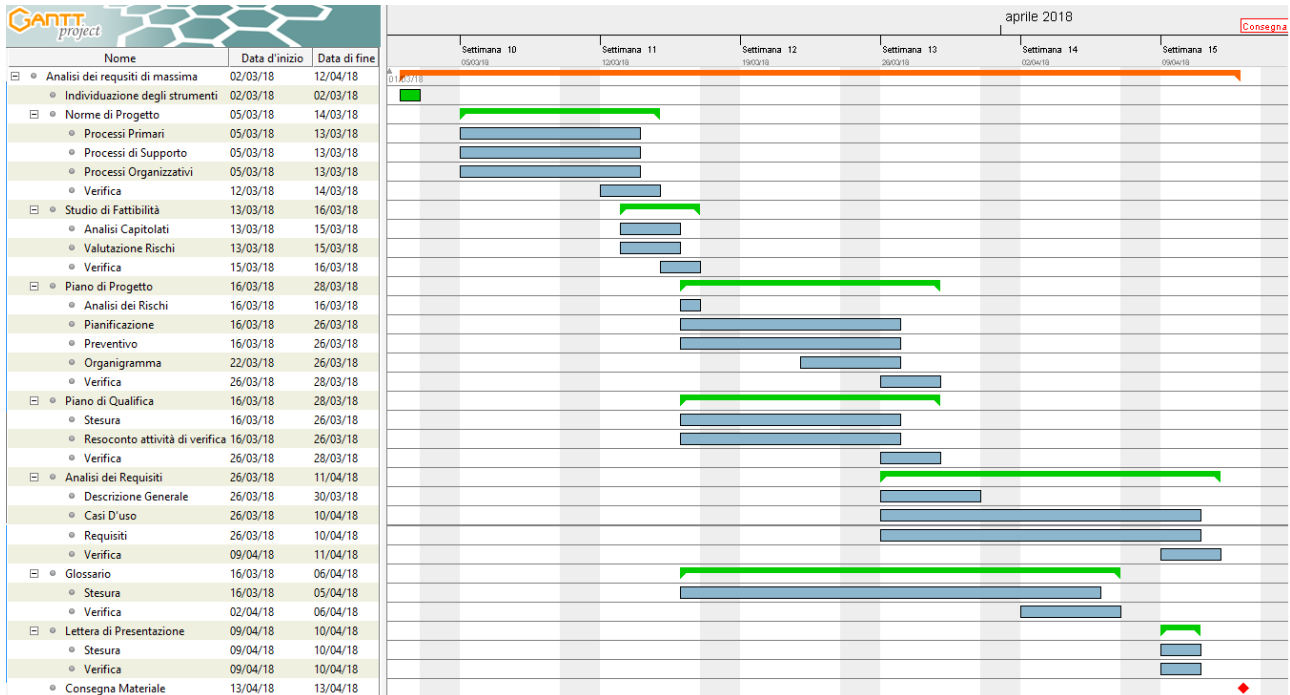 GANTT
project
aprile 2018
Consegna
Settimana 10 Settimana 11 Settimana 12 Settimana 13 Settimana 14 Settimana 15
05/03/18 12/03/18 19/03/18 26/03/18 02/04/18 09/04/18
Nome Data d'inizio Data di fine
01/03/18
Analisi dei requsiti di massima 02/03/18 12/04/18
Individuazione degli strumenti 02/03/18 02/03/18
Norme di Progetto 05/03/18 14/03/18
Processi Primari 05/03/18 13/03/18
Processi di Supporto 05/03/18 13/03/18
Processi Organizzativi 05/03/18 13/03/18
Verifica 12/03/18 14/03/18
Studio di Fattibilità 13/03/18 16/03/18
Analisi Capitolati 13/03/18 15/03/18
Valutazione Rischi 13/03/18 15/03/18
Verifica 15/03/18 16/03/18
Piano di Progetto 16/03/18 28/03/18
Analisi dei Rischi 16/03/18 16/03/18
Pianificazione 16/03/18 26/03/18
Preventivo 16/03/18 26/03/18
Organigramma 22/03/18 26/03/18
Verifica 26/03/18 28/03/18
Piano di Qualifica 16/03/18 28/03/18
Stesura 16/03/18 26/03/18
Resoconto attività di verifica 16/03/18 26/03/18
Verifica 26/03/18 28/03/18
Analisi dei Requisiti 26/03/18 11/04/18
Descrizione Generale 26/03/18 30/03/18
Casi D'uso 26/03/18 10/04/18
Requisiti 26/03/18 10/04/18
Verifica 09/04/18 11/04/18
Glossario 16/03/18 06/04/18
Stesura 16/03/18 05/04/18
Verifica 02/04/18 06/04/18
Lettera di Presentazione 09/04/18 10/04/18
Stesura 09/04/18 10/04/18
Verifica 09/04/18 10/04/18
Consegna Materiale 13/04/18 13/04/18